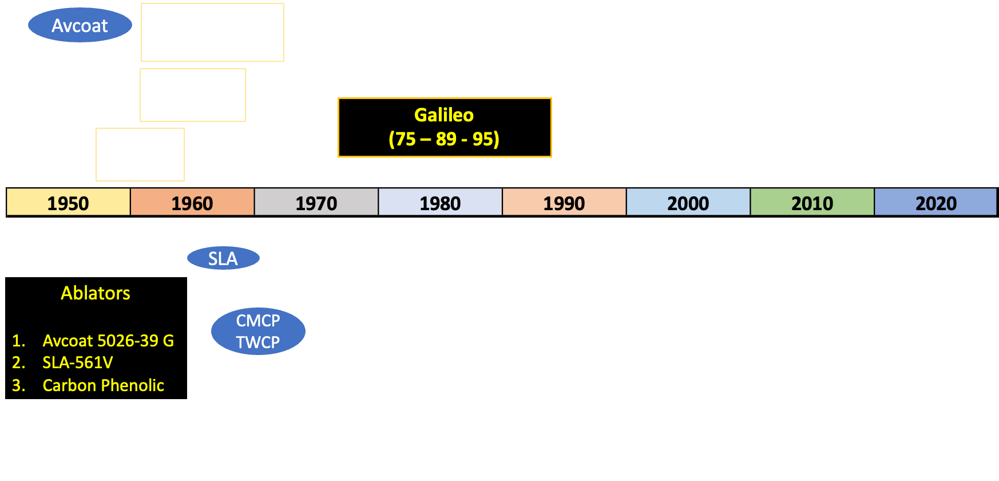 Avcoat
Galileo
(75 – 89 - 95)
1950 1960 1970 1980 1990 2000 2010 2020
SLA
Ablators
1. Avcoat 5026-39 G
2. SLA-561V
3. Carbon Phenolic
CMCP
TWCP